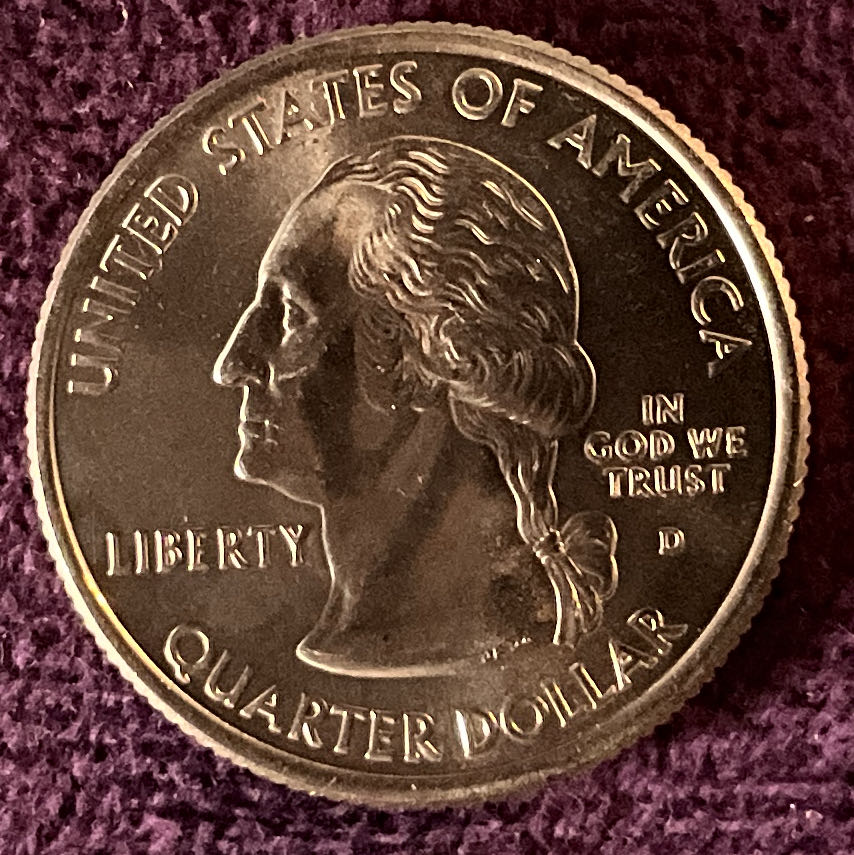 UNITED STATES OF AMERICA
IN
GOD WE
TRUST
LIBERTY
D
QUARTER DOLLAR